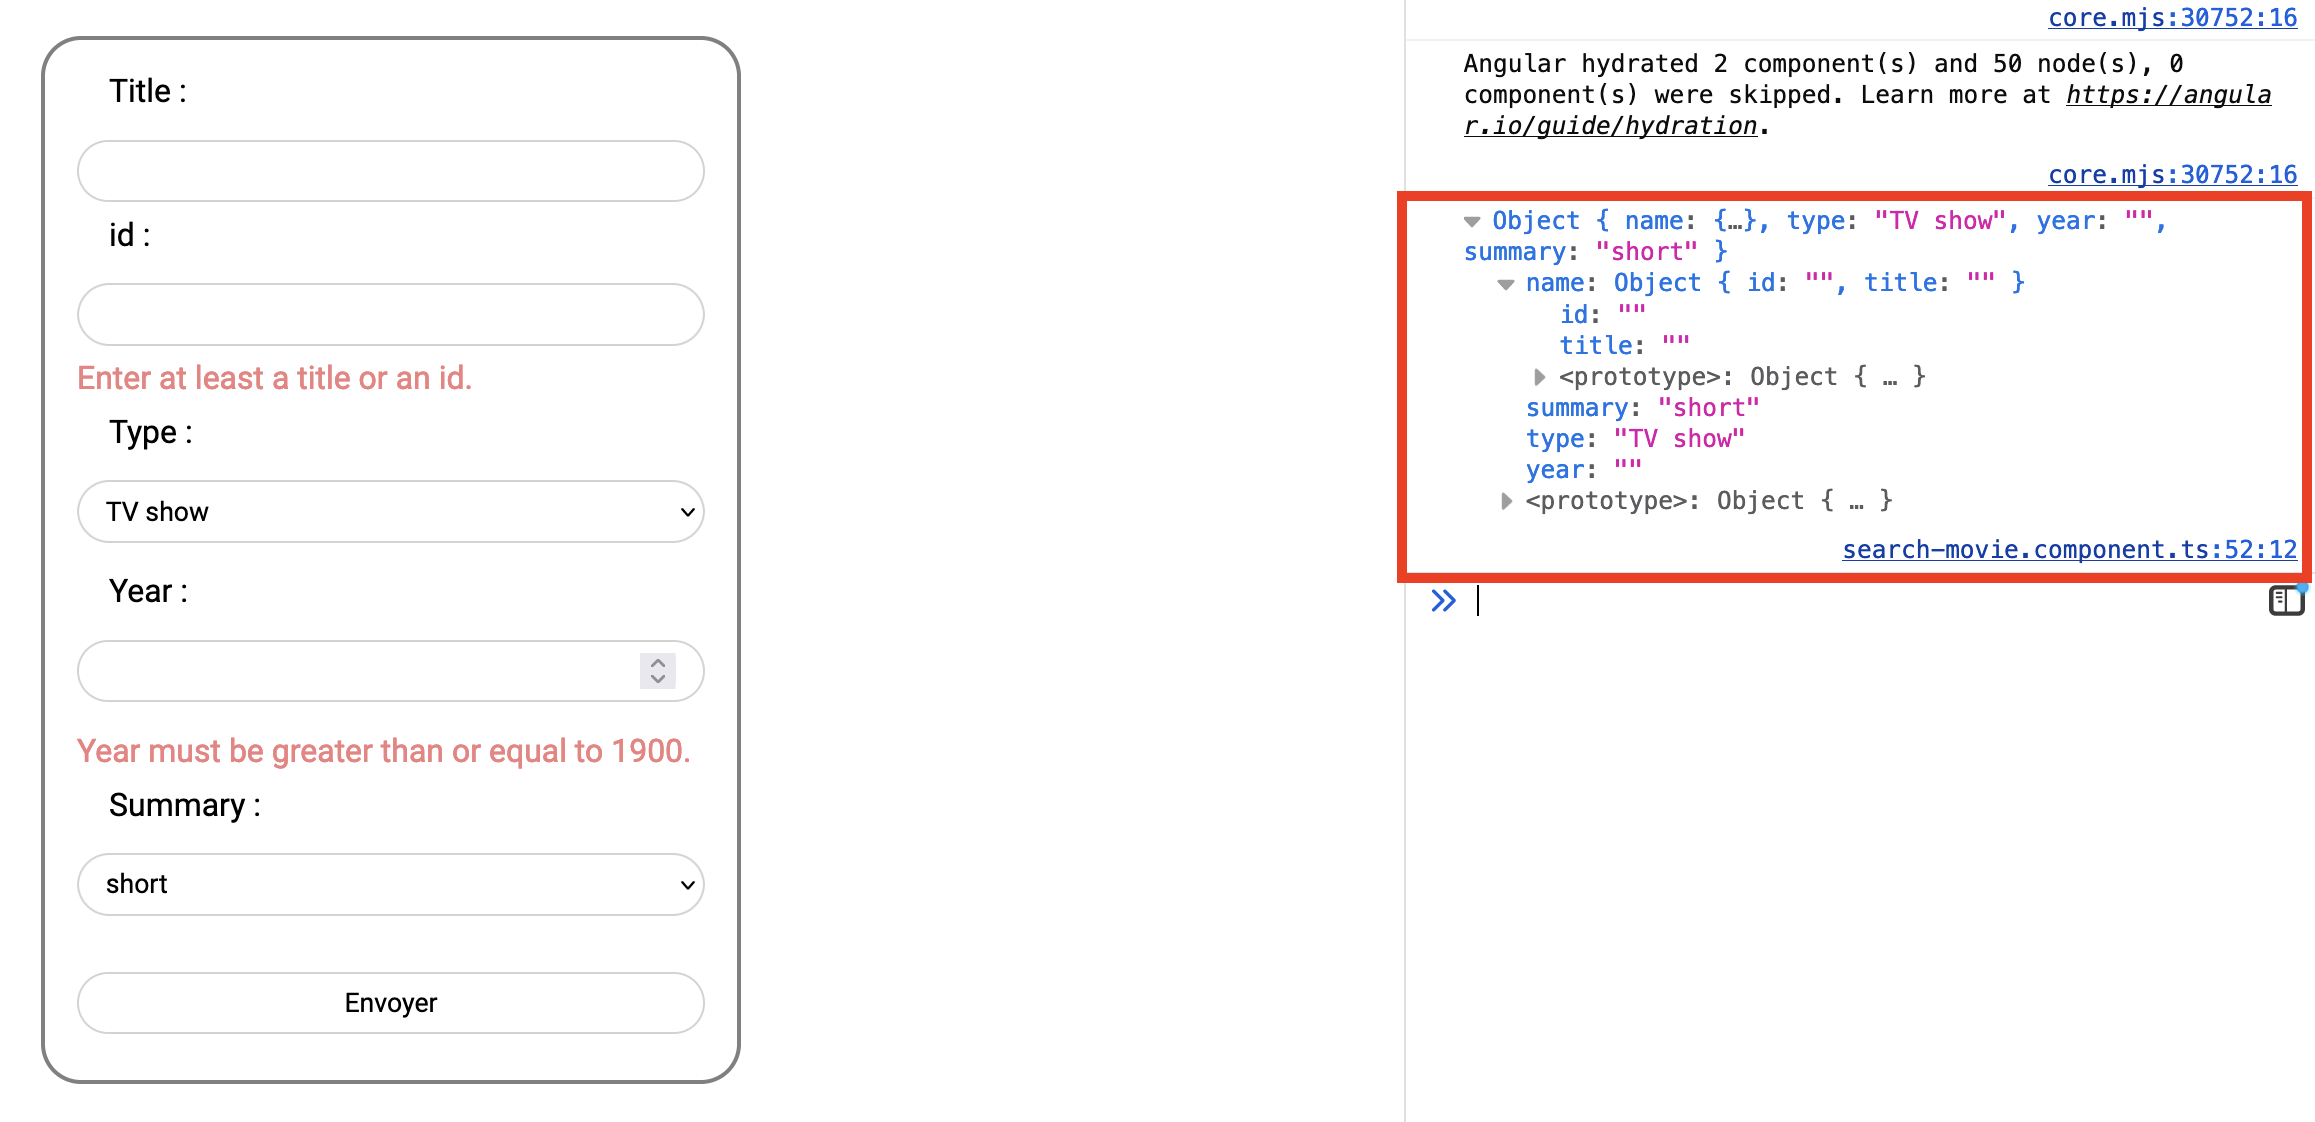 Title :
id :
Enter at least a title or an id.
Type :
TV show
Year :
Year must be greater than or equal to 1900.
Summary :
short
Envoyer
core.mjs:30752:16
Angular hydrated 2 component(s) and 50 node(s), 0
component(s) were skipped. Learn more at https://angula
r.io/guide/hydration.
core.mjs:30752:16
Object { name: {…}, type: "TV show", year: "",
summary: "short" }
name: Object { id: "", title: "" }
id: ""
title: ""
<prototype>: Object { … }
summary: "short"
type: "TV show"
year: ""
<prototype>: Object { … }
search-movie.component.ts:52:12